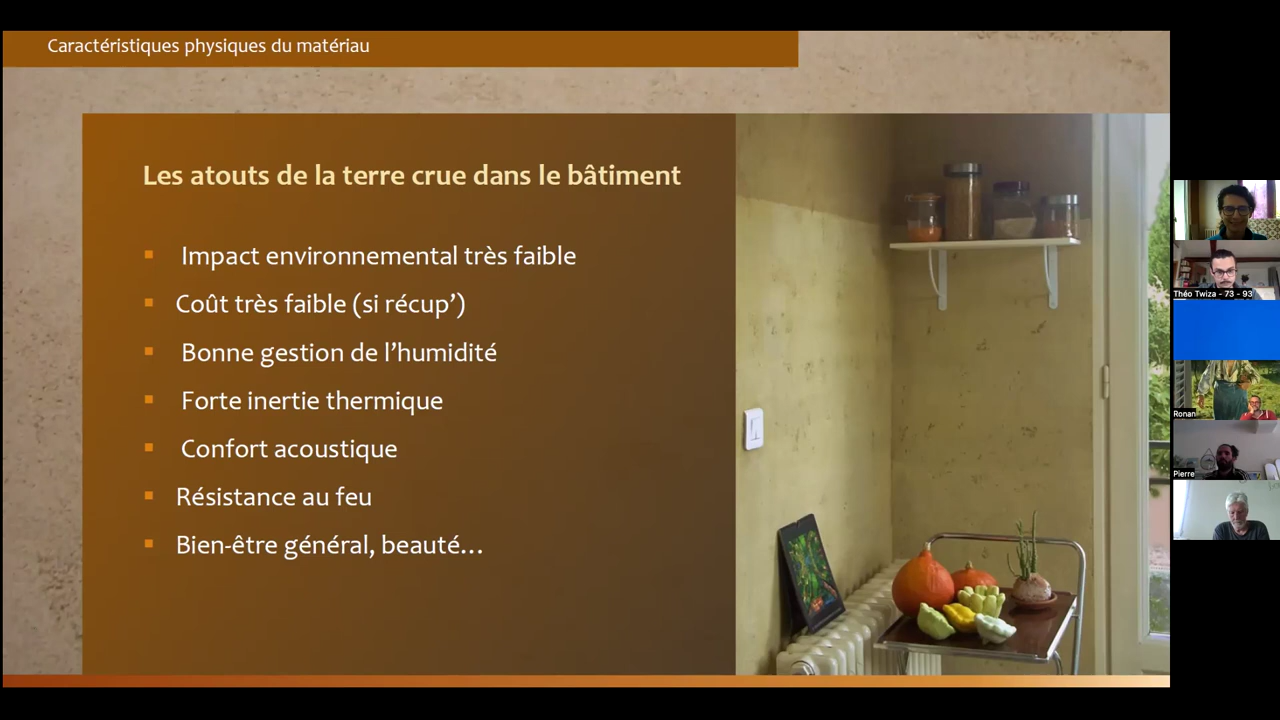 Caractéristiques physiques du matériau
Les atouts de la terre crue dans le bâtiment
Impact environnemental très faible
Coût très faible (si récup’)
Bonne gestion de l’humidité
Forte inertie thermique
Confort acoustique
Résistance au feu
Bien-être général, beauté…
Théo Twiza - 73 - 93
Ronan
Pierre